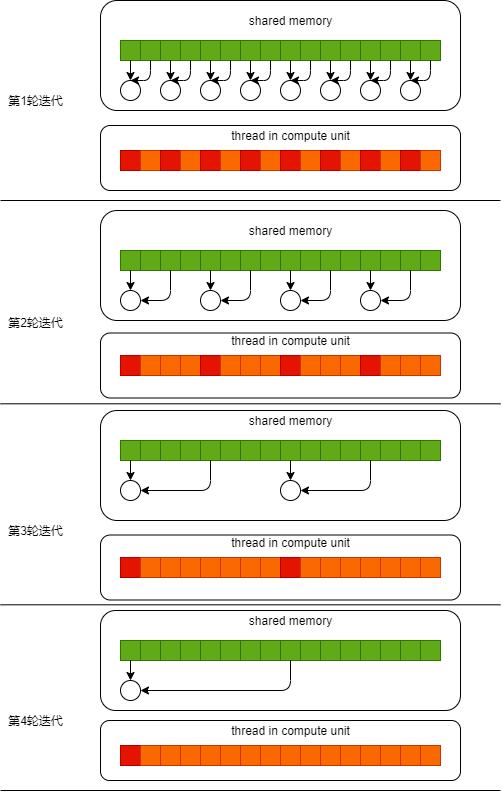 shared memory
第1轮迭代
thread in compute unit
shared memory
第2轮迭代
thread in compute unit
shared memory
第3轮迭代
thread in compute unit
shared memory
第4轮迭代
thread in compute unit